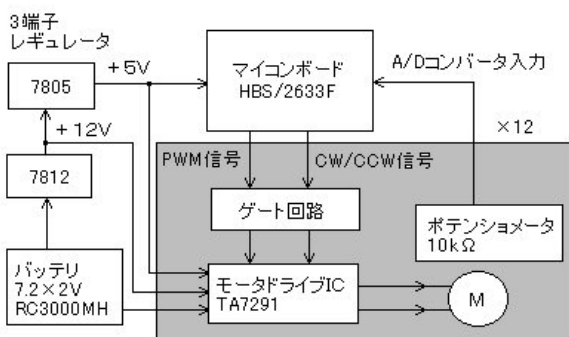 3端子
レギュレータ
7805
+5V
マイコンボード
HBS/2633F
A/Dコンバータ入力
+12V
×12
7812
PWM信号
CW/CCW信号
ゲート回路
ポテンショメータ
10kΩ
バッテリ
7.2×2V
RC3000MH
モータドライブIC
TA7291
M